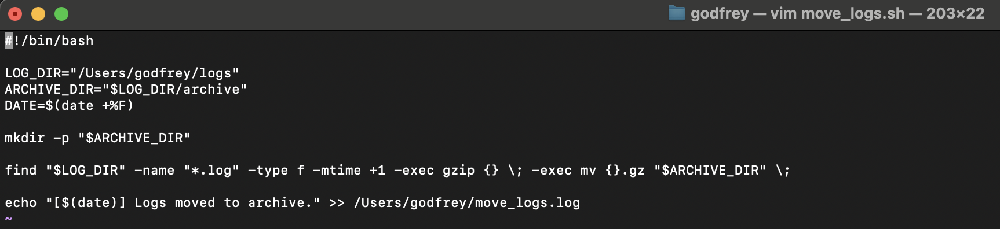 godfrey — vim move_logs.sh — 203×22
#!/bin/bash
LOG_DIR="/Users/godfrey/logs"
ARCHIVE_DIR="$LOG_DIR/archive"
DATE=$(date +%F)
mkdir -p "$ARCHIVE_DIR"
find "$LOG_DIR" -name "*.log" -type f -mtime +1 -exec gzip {} \; -exec mv {}.gz "$ARCHIVE_DIR" \;
echo "[$(date)] Logs moved to archive." >> /Users/godfrey/move_logs.log
~